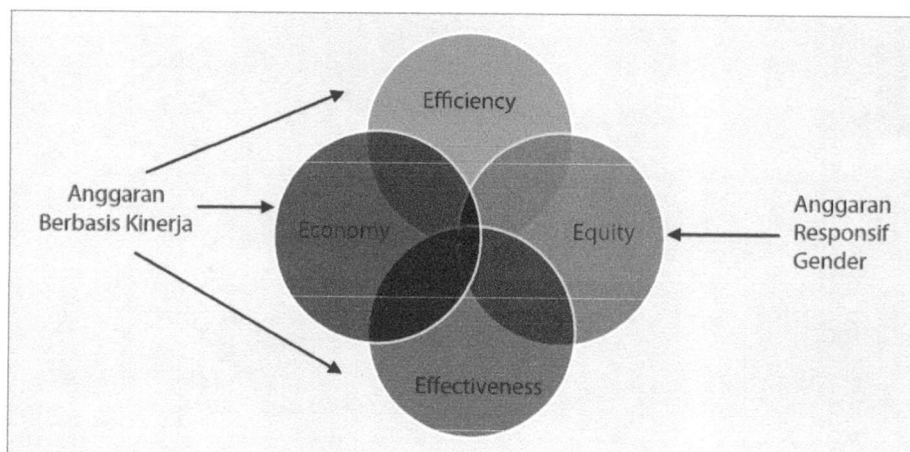 Efficiency
Anggaran
Berbasis Kinerja
Economy
Equity
Anggaran
Responsif
Gender
Effectiveness